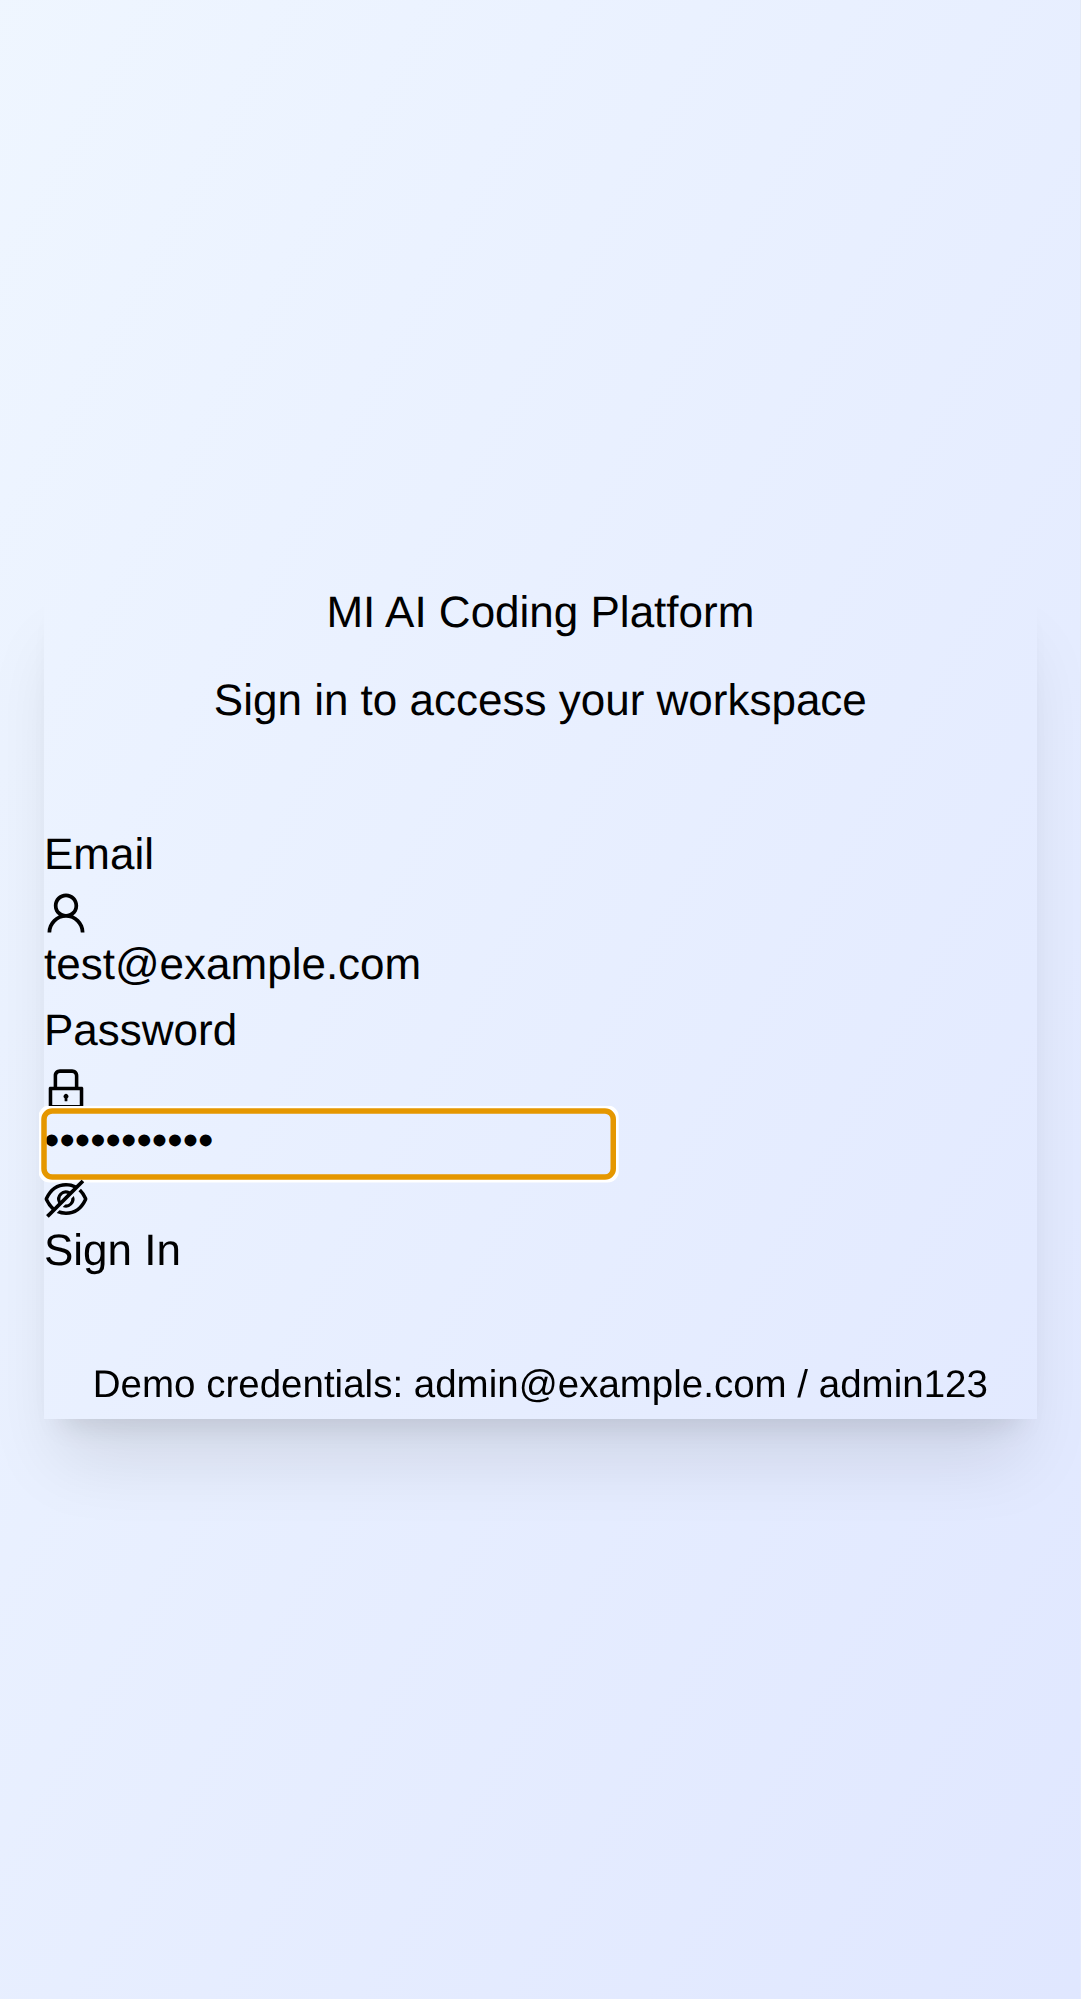 MI AI Coding Platform
Sign in to access your workspace
Email
test@example.com
Password
•••••••••••
Sign In
Demo credentials: admin@example.com / admin123